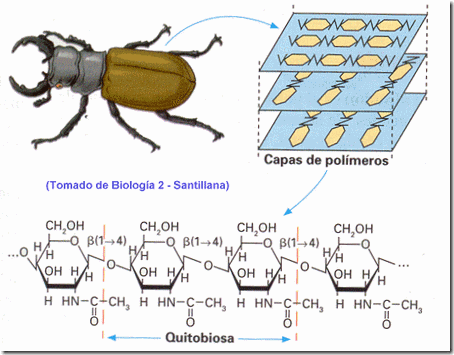 Capas de polímeros
(Tomado de Biología 2 - Santillana)
CH₂OH CH₂OH CH₂OH CH₂OH
β(1→4) β(1→4) β(1→4)
...O H H O H H O H H O H H O ...
OH H OH H OH H OH H
H HN–C–CH₃ H HN–C–CH₃ H HN–C–CH₃ H HN–C–CH₃
O O O O
Quitobiosa